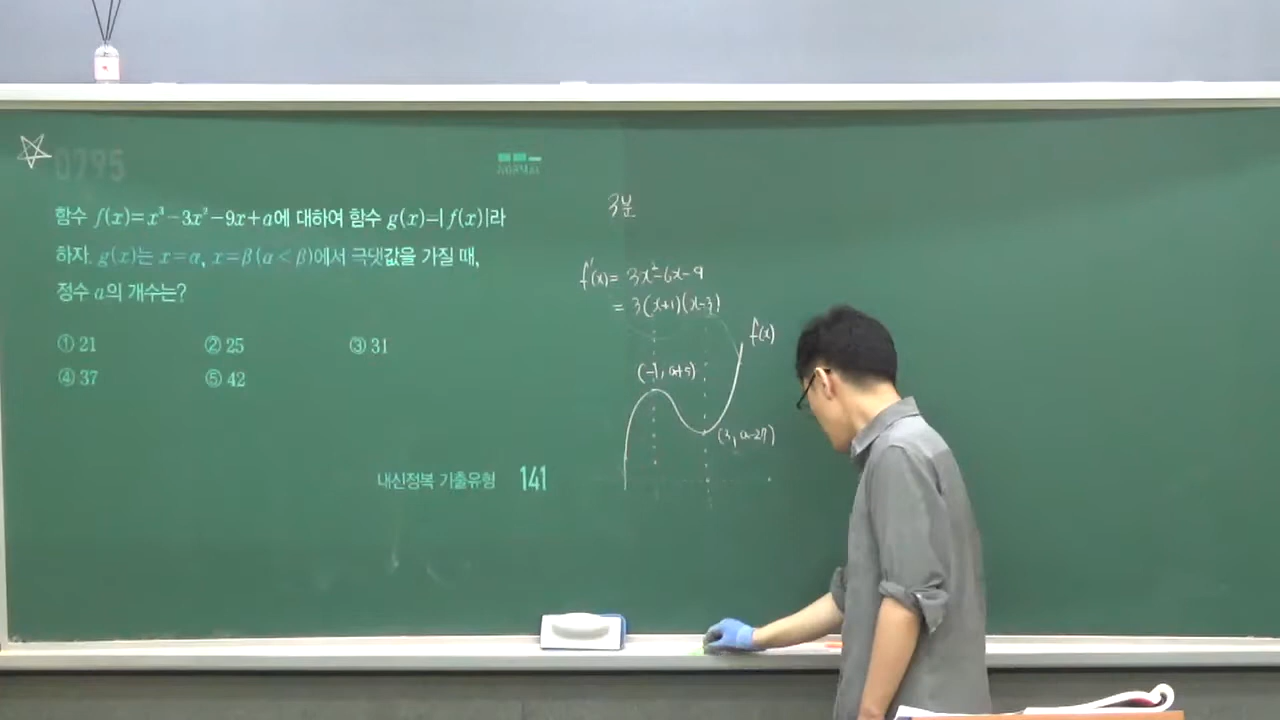 0795
NORMAL
함수 f(x)=x³-3x²-9x+a에 대하여 함수 g(x)=|f(x)|라
하자. g(x)는 x=α, x=β(α<β)에서 극댓값을 가질 때,
정수 a의 개수는?
① 21 ② 25 ③ 31
④ 37 ⑤ 42
내신정복 기출유형 141
3분
f'(x)= 3x²-6x-9
= 3(x+1)(x-3)
f(x)
(-1, a+5)
(3, a-27)